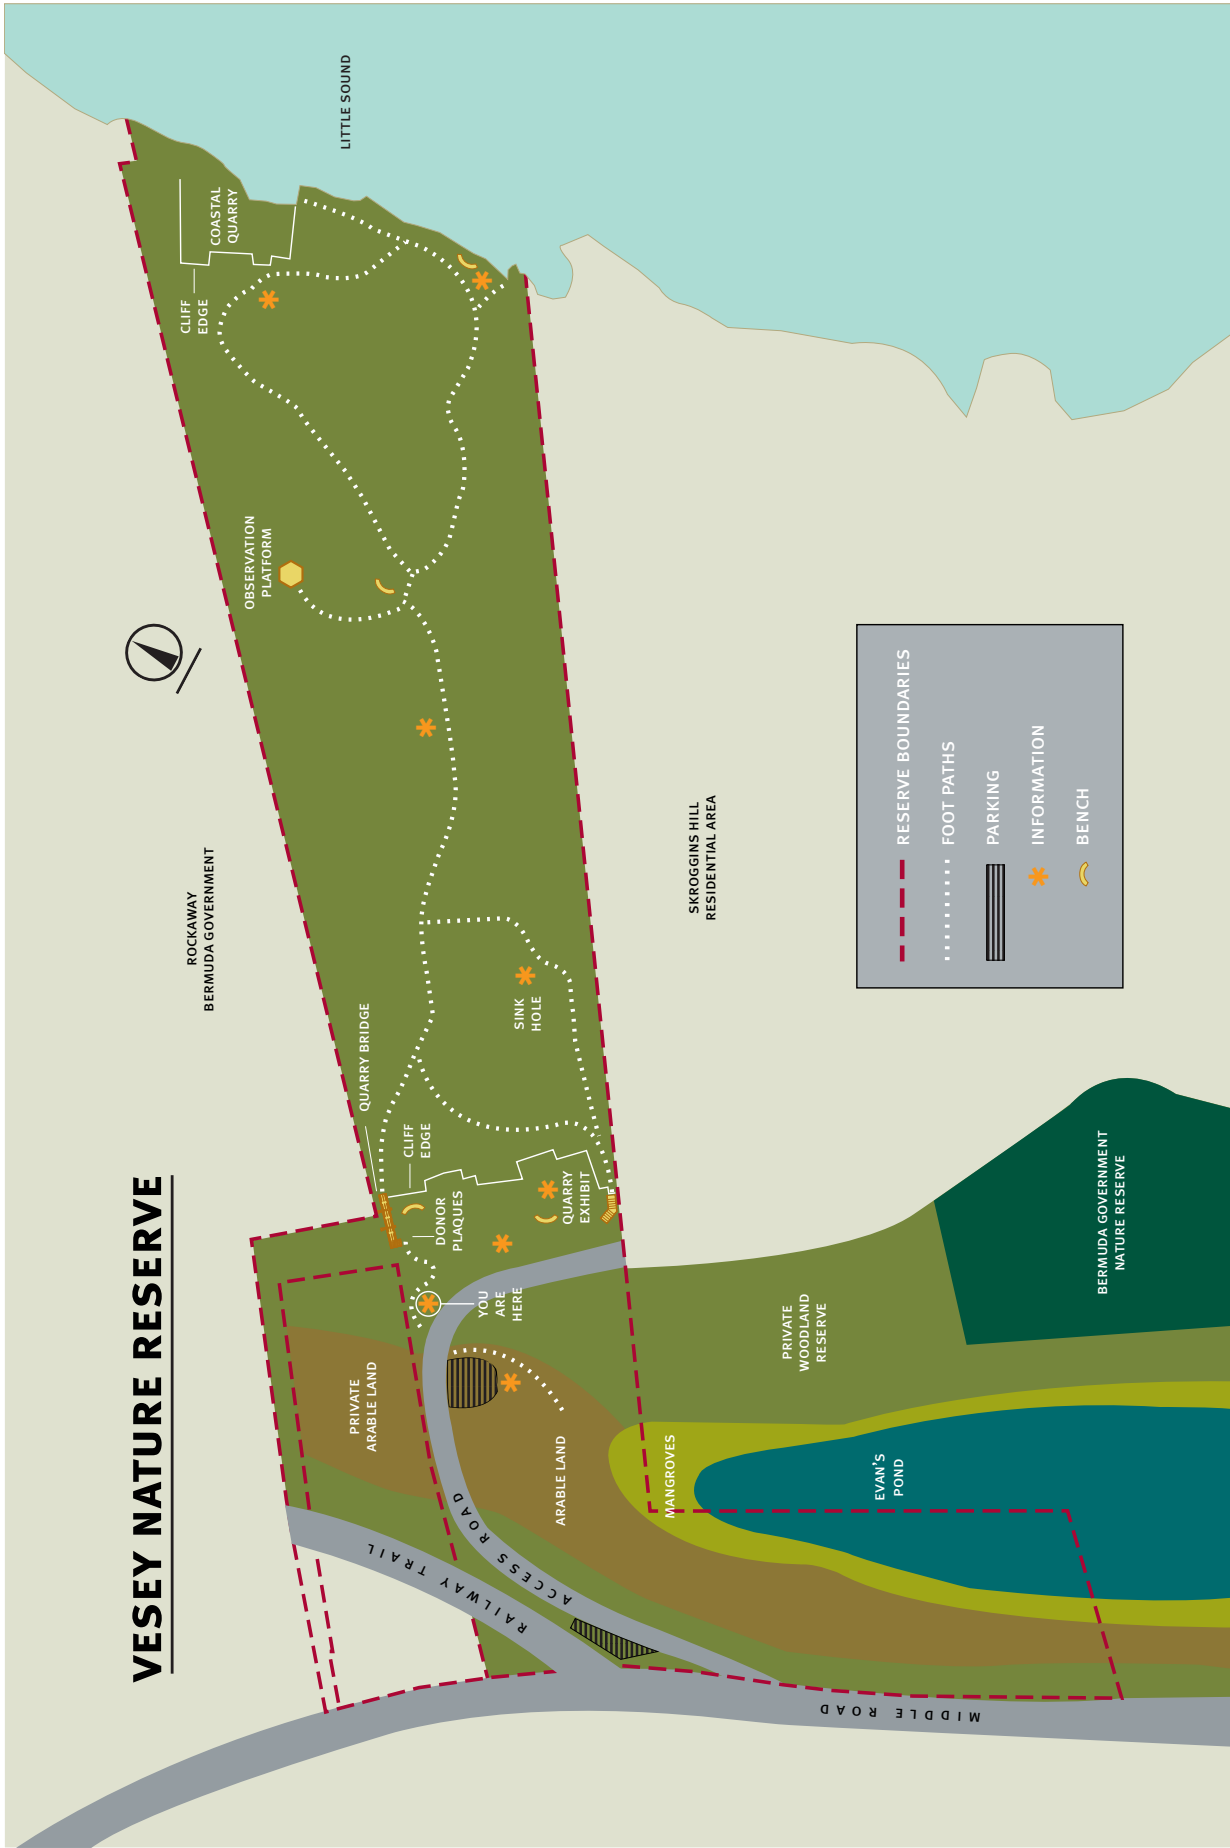 VESEY NATURE RESERVE
LITTLE SOUND
COASTAL
QUARRY
CLIFF
EDGE
OBSERVATION
PLATFORM
ROCKAWAY
BERMUDA GOVERNMENT
SKROGGINS HILL
RESIDENTIAL AREA
SINK
HOLE
QUARRY BRIDGE
CLIFF
EDGE
DONOR
PLAQUES
QUARRY
EXHIBIT
YOU
ARE
HERE
PRIVATE
ARABLE LAND
ARABLE LAND
MANGROVES
PRIVATE
WOODLAND
RESERVE
EVAN'S
POND
BERMUDA GOVERNMENT
NATURE RESERVE
RAILWAY TRAIL
ACCESS ROAD
MIDDLE ROAD
RESERVE BOUNDARIES
FOOT PATHS
PARKING
INFORMATION
BENCH